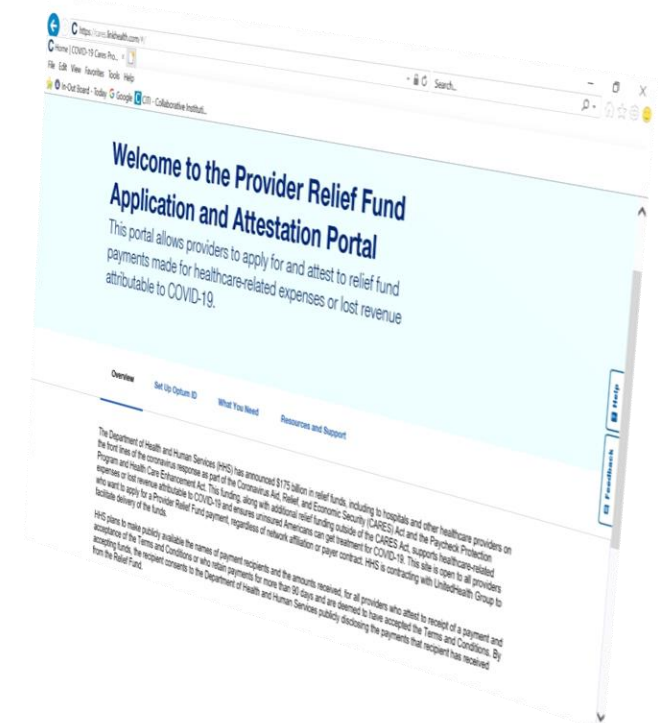 https://cares.linkhealth.com/#/
Search...
Home | COVID-19 Cares Pro...
File Edit View Favorites Tools Help
In-Out Board - Today Google CITI - Collaborative Instituti...
Welcome to the Provider Relief Fund
Application and Attestation Portal
This portal allows providers to apply for and attest to relief fund
payments made for healthcare-related expenses or lost revenue
attributable to COVID-19.
Help
Feedback
Overview Set Up Optum ID What You Need Resources and Support
The Department of Health and Human Services (HHS) has announced $175 billion in relief funds, including to hospitals and other healthcare providers on
the front lines of the coronavirus response as part of the Coronavirus Aid, Relief, and Economic Security (CARES) Act and the Paycheck Protection
Program and Health Care Enhancement Act. This funding, along with additional relief funding outside of the CARES Act, supports healthcare-related
expenses or lost revenue attributable to COVID-19 and ensures uninsured Americans can get treatment for COVID-19. This site is open to all providers
who want to apply for a Provider Relief Fund payment, regardless of network affiliation or payer contract. HHS is contracting with UnitedHealth Group to
facilitate delivery of the funds.
HHS plans to make publicly available the names of payment recipients and the amounts received, for all providers who attest to receipt of a payment and
acceptance of the Terms and Conditions or who retain payments for more than 90 days and are deemed to have accepted the Terms and Conditions. By
accepting funds, the recipient consents to the Department of Health and Human Services publicly disclosing the payments that recipient has received
from the Relief Fund.